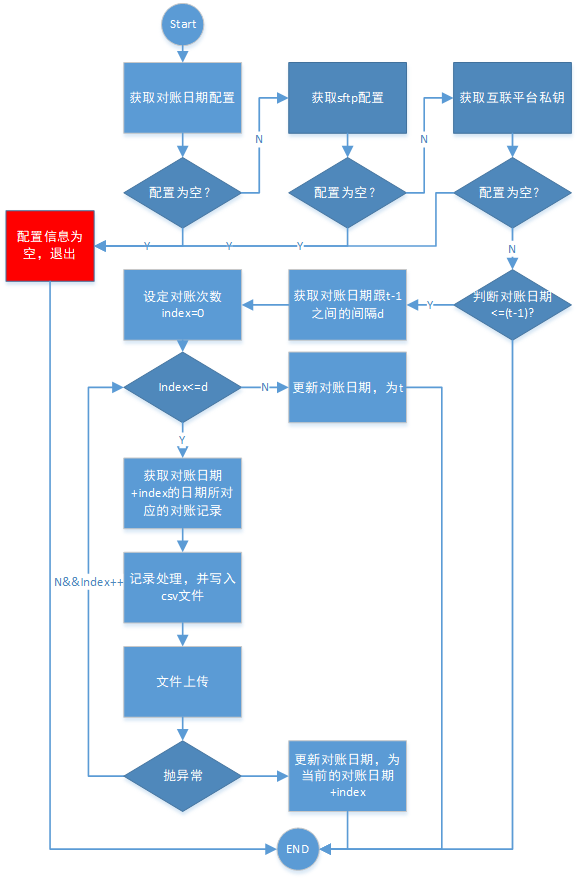 Start
获取对账日期配置
获取sftp配置
获取互联平台私钥
N
N
配置为空？
配置为空？
配置为空？
配置信息为
空，退出
Y
Y
Y
N
设定对账次数
index=0
获取对账日期跟t-1
之间的间隔d
Y
判断对账日期
<=(t-1)?
Index<=d
N
更新对账日期，为t
Y
获取对账日期
+index的日期所对
应的对账记录
N&&Index++
记录处理，并写入
csv文件
文件上传
抛异常
更新对账日期，为
当前的对账日期
+index
END